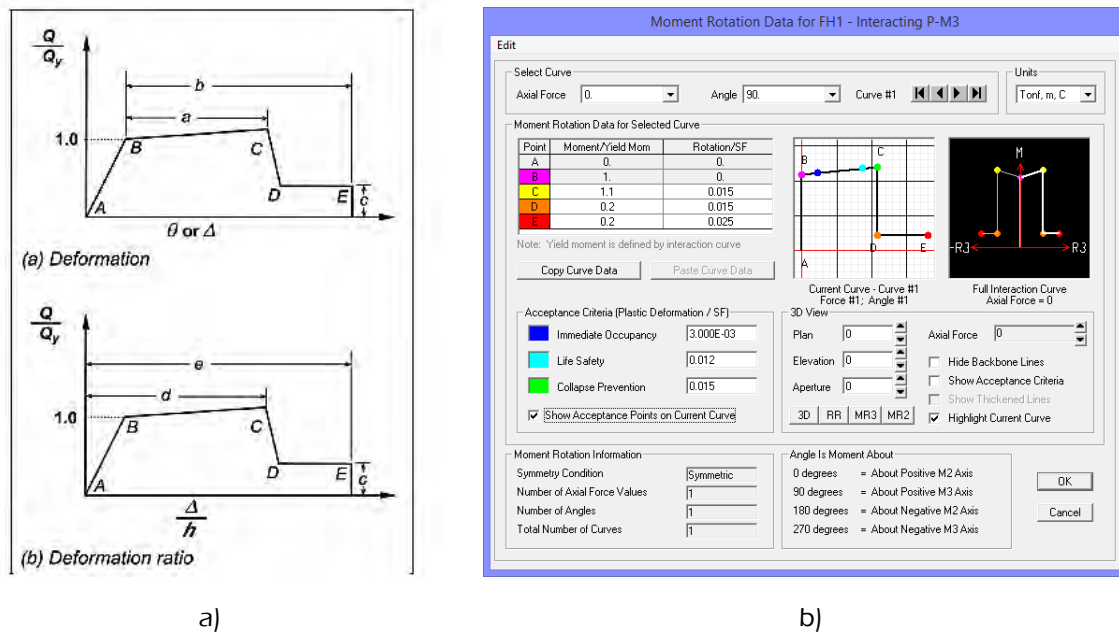 Q
Q_y
b
a
1.0
B
C
D
E
c
A
θ or Δ
(a) Deformation
Q
Q_y
e
d
1.0
B
C
D
E
c
A
Δ
h
(b) Deformation ratio
a)
Moment Rotation Data for FH1 - Interacting P-M3
Edit
Select Curve
Axial Force 0. Angle 90. Curve #1
Units
Tonf, m, C
Moment Rotation Data for Selected Curve
Point Moment/Yield Mom Rotation/SF
A 0. 0.
B 1. 0.
C 1.1 0.015
D 0.2 0.015
E 0.2 0.025
Note: Yield moment is defined by interaction curve
Copy Curve Data Paste Curve Data
B
C
D
E
A
Current Curve - Curve #1
Force #1; Angle #1
M
-R3 R3
Full Interaction Curve
Axial Force = 0
Acceptance Criteria (Plastic Deformation / SF)
Immediate Occupancy 3.000E-03
Life Safety 0.012
Collapse Prevention 0.015
Show Acceptance Points on Current Curve
3D View
Plan 0 Axial Force 0
Elevation 0 Hide Backbone Lines
Show Acceptance Criteria
Aperture 0
Show Thickened Lines
3D RR MR3 MR2 Highlight Current Curve
Moment Rotation Information
Symmetry Condition Symmetric
Number of Axial Force Values 1
Number of Angles 1
Total Number of Curves 1
Angle Is Moment About
0 degrees = About Positive M2 Axis
90 degrees = About Positive M3 Axis
180 degrees = About Negative M2 Axis
270 degrees = About Negative M3 Axis
OK
Cancel
b)